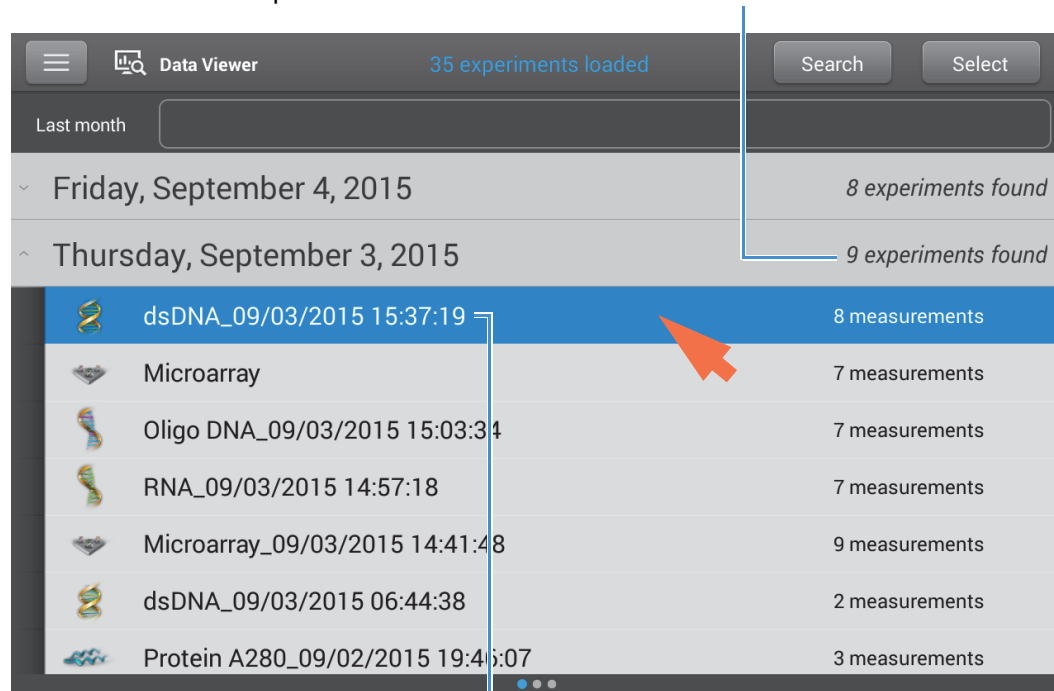 Data Viewer 35 experiments loaded Search Select
Last month
Friday, September 4, 2015 8 experiments found
Thursday, September 3, 2015 9 experiments found
dsDNA_09/03/2015 15:37:19 8 measurements
Microarray 7 measurements
Oligo DNA_09/03/2015 15:03:34 7 measurements
RNA_09/03/2015 14:57:18 7 measurements
Microarray_09/03/2015 14:41:48 9 measurements
dsDNA_09/03/2015 06:44:38 2 measurements
Protein A280_09/02/2015 19:46:07 3 measurements